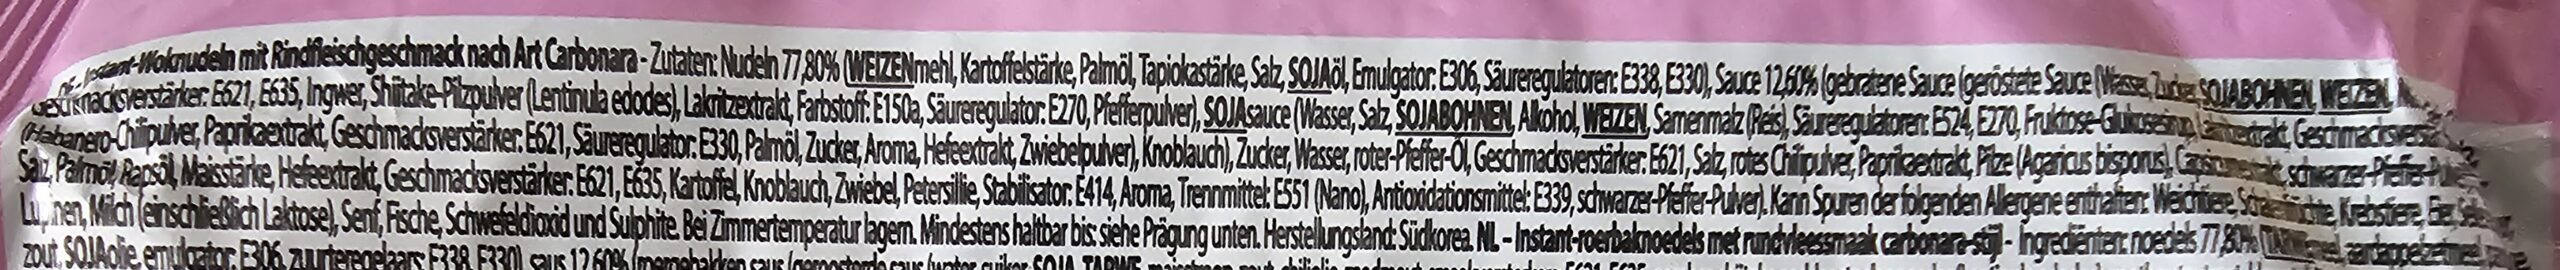 DE - Instant-Woknudeln mit Rindfleischgeschmack nach Art Carbonara - Zutaten: Nudeln 77,80% (WEIZENmehl, Kartoffelstärke, Palmöl, Tapiokastärke, Salz, SOJAöl, Emulgator: E306, Säureregulatoren: E338, E330), Sauce 12,60% (gebratene Sauce (geröstete Sauce (Wasser, Zucker, SOJABOHNEN, WEIZEN,
Geschmacksverstärker: E621, E635, Ingwer, Shiitake-Pilzpulver (Lentinula edodes), Lakritzextrakt, Farbstoff: E150a, Säureregulator: E270, Pfefferpulver), SOJAsauce (Wasser, Salz, SOJABOHNEN, Alkohol, WEIZEN, Samenmalz (Reis), Säureregulatoren: E524, E270, Fruktose-Glukosesirup, Geschmacksverstärker
(Habanero-Chilipulver, Paprikaextrakt, Geschmacksverstärker: E621, Säureregulator: E330, Palmöl, Zucker, Aroma, Hefeextrakt, Zwiebelpulver), Knoblauch), Zucker, Wasser, roter-Pfeffer-Öl, Geschmacksverstärker: E621, Salz, rotes Chilipulver, Paprikaextrakt, Pilze (Agaricus bisporus), schwarzer-Pfeffer-
Salz, Palmöl, Rapsöl, Maisstärke, Hefeextrakt, Geschmacksverstärker: E621, E635, Kartoffel, Knoblauch, Zwiebel, Petersillie, Stabilisator: E414, Aroma, Trennmittel: E551 (Nano), Antioxidationsmittel: E339, schwarzer-Pfeffer-Pulver). Kann Spuren der folgenden Allergene enthalten: Weichtiere, Schalenfrüchte, Krebstiere, Eier,
Lupinen, Milch (einschließlich Laktose), Senf, Fische, Schwefeldioxid und Sulphite. Bei Zimmertemperatur lagern. Mindestens haltbar bis: siehe Prägung unten. Herstellungsland: Südkorea. NL - Instant-roerbaknoedels met rundvleessmaak carbonara-stijl - Ingrediënten: noedels 77,80% aardappelzetmeel,
zout, SOJAolie, emulgator: E306, zuurteregelaars: E338, E330), saus 12,60%